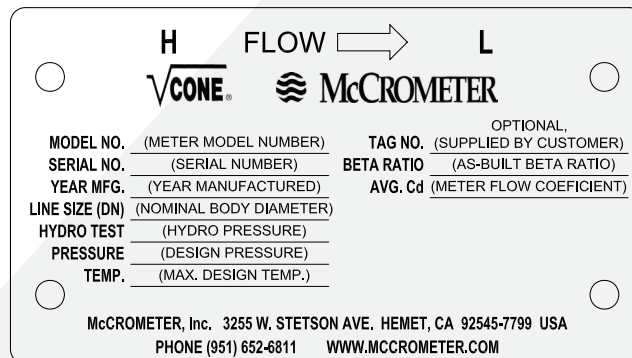 H FLOW L
√CONE® McCROMETER
MODEL NO. (METER MODEL NUMBER)
SERIAL NO. (SERIAL NUMBER)
YEAR MFG. (YEAR MANUFACTURED)
LINE SIZE (DN) (NOMINAL BODY DIAMETER)
HYDRO TEST (HYDRO PRESSURE)
PRESSURE (DESIGN PRESSURE)
TEMP. (MAX. DESIGN TEMP.)
OPTIONAL,
TAG NO. (SUPPLIED BY CUSTOMER)
BETA RATIO (AS-BUILT BETA RATIO)
AVG. Cd (METER FLOW COEFICIENT)
McCROMETER, Inc. 3255 W. STETSON AVE. HEMET, CA 92545-7799 USA
PHONE (951) 652-6811 WWW.MCCROMETER.COM